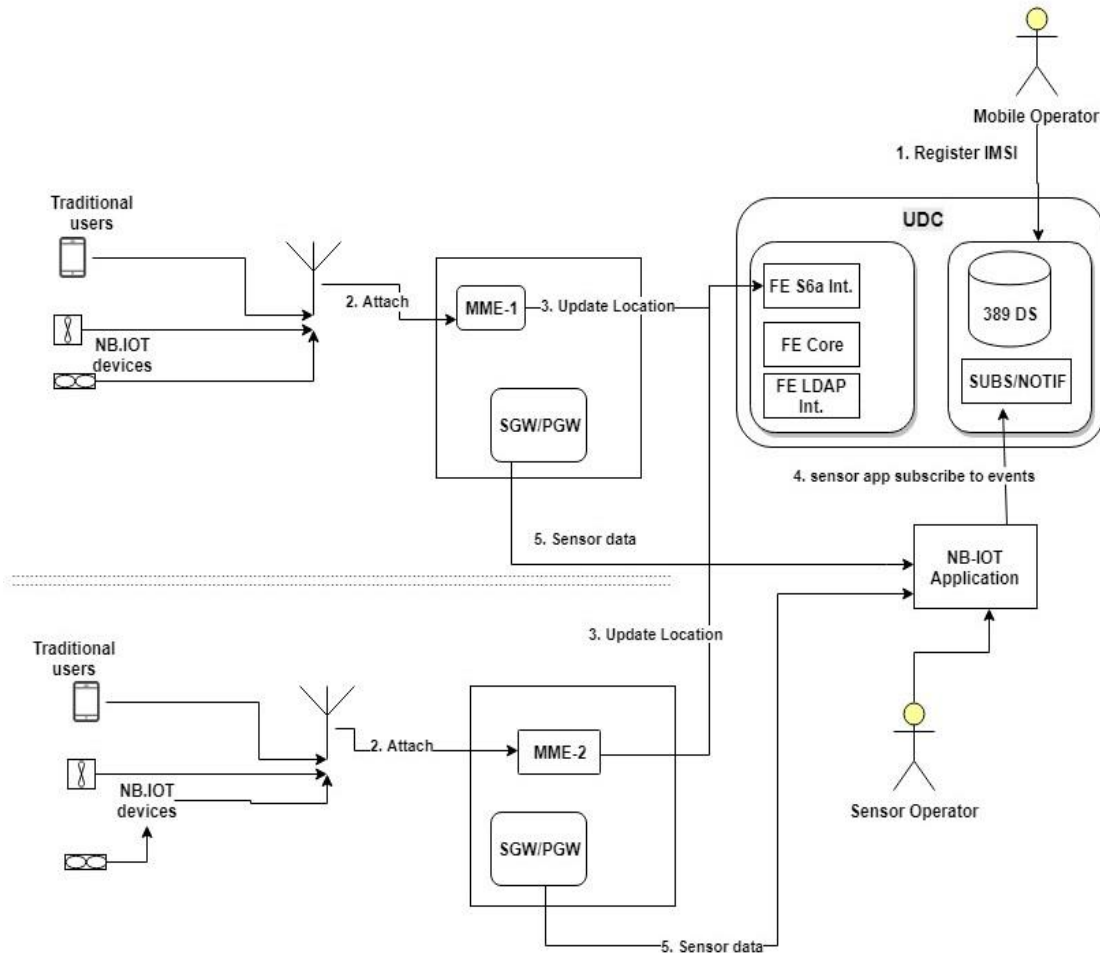 Mobile Operator
1. Register IMSI
UDC
Traditional
users
2. Attach
MME-1
3. Update Location
FE S6a Int.
389 DS
NB.IOT
devices
FE Core
FE LDAP
Int.
SUBS/NOTIF
SGW/PGW
4. sensor app subscribe to events
5. Sensor data
NB-IOT
Application
3. Update Location
Traditional
users
2. Attach
MME-2
NB.IOT
devices
Sensor Operator
SGW/PGW
5. Sensor data